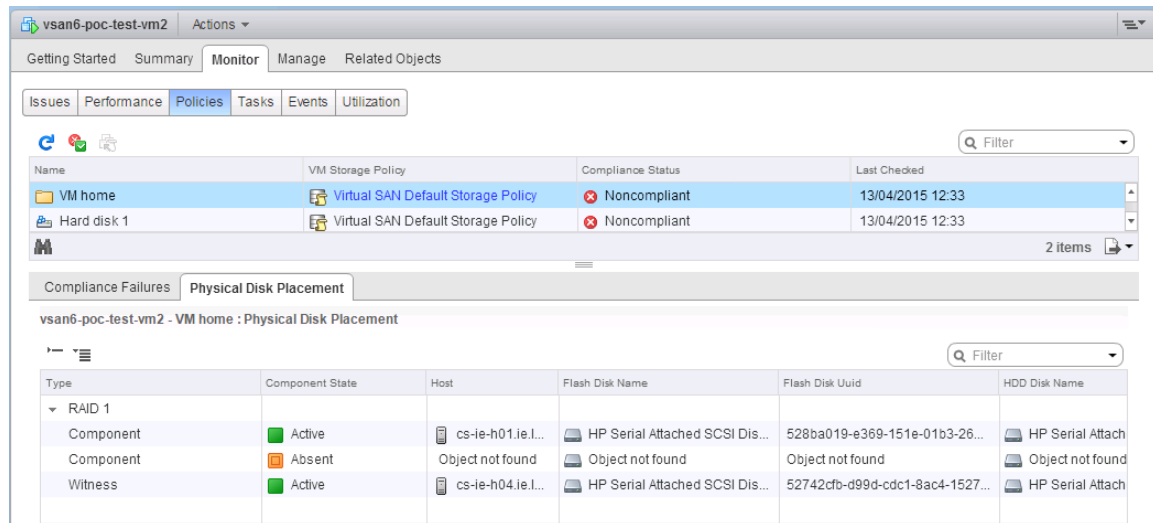 vsan6-poc-test-vm2 Actions
Getting Started Summary Monitor Manage Related Objects
Issues Performance Policies Tasks Events Utilization
Filter
Name VM Storage Policy Compliance Status Last Checked
VM home Virtual SAN Default Storage Policy Noncompliant 13/04/2015 12:33
Hard disk 1 Virtual SAN Default Storage Policy Noncompliant 13/04/2015 12:33
2 items
Compliance Failures Physical Disk Placement
vsan6-poc-test-vm2 - VM home : Physical Disk Placement
Filter
Type Component State Host Flash Disk Name Flash Disk Uuid HDD Disk Name
RAID 1
Component Active cs-ie-h01.ie.l... HP Serial Attached SCSI Dis... 528ba019-e369-151e-01b3-26... HP Serial Attach
Component Absent Object not found Object not found Object not found Object not found
Witness Active cs-ie-h04.ie.l... HP Serial Attached SCSI Dis... 52742cfb-d99d-cdc1-8ac4-1527... HP Serial Attach